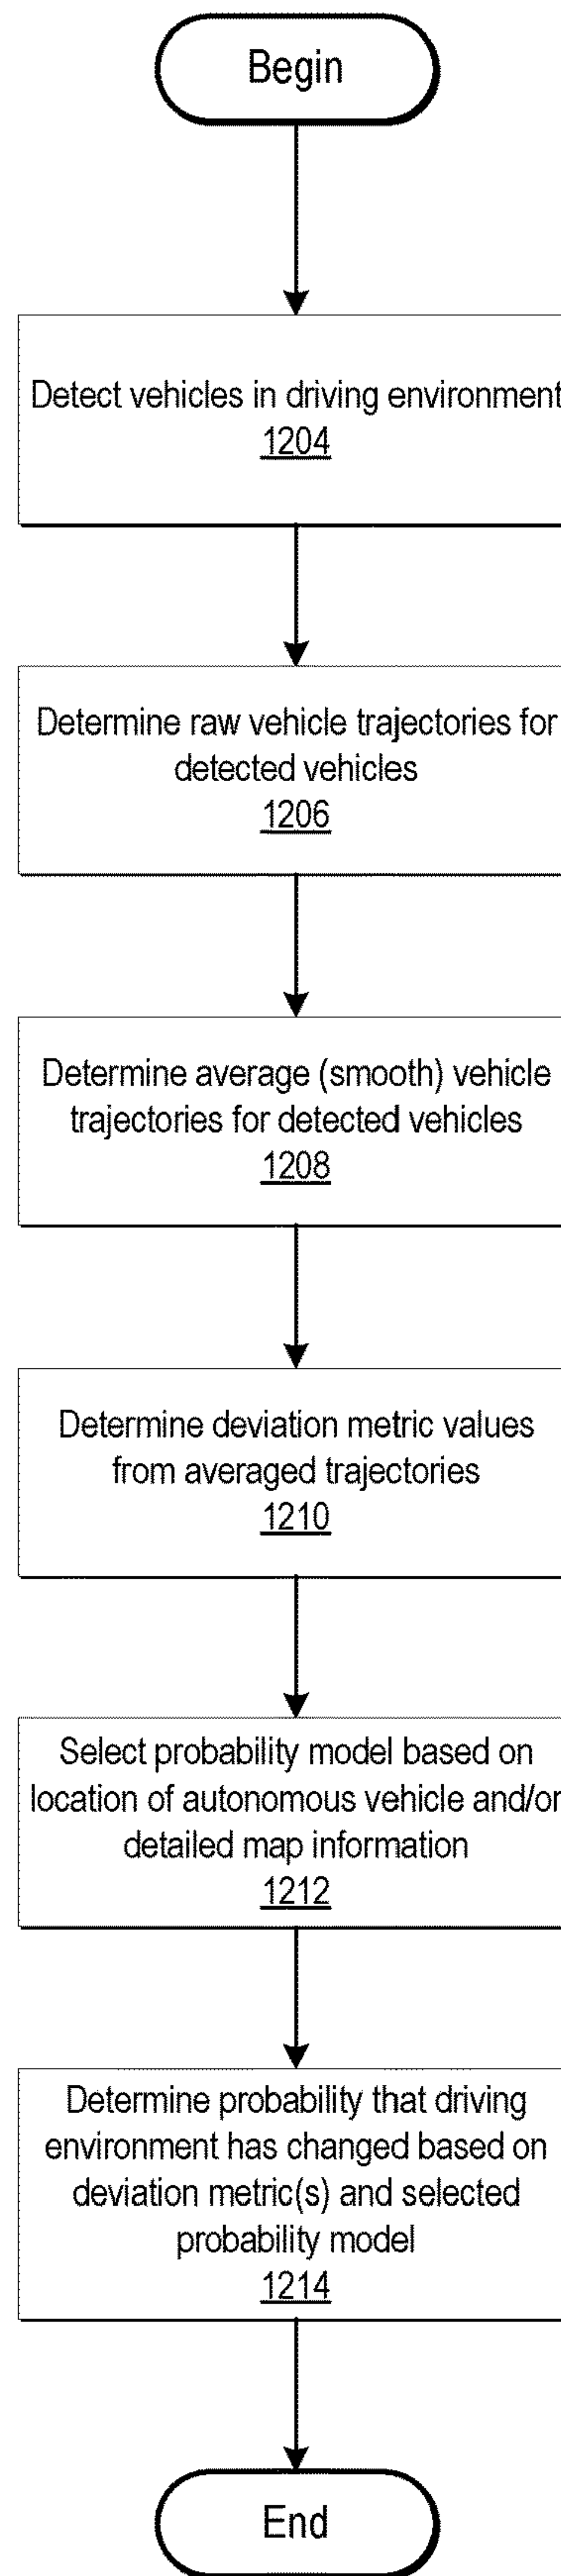 Begin
Detect vehicles in driving environment
1204
Determine raw vehicle trajectories for
detected vehicles
1206
Determine average (smooth) vehicle
trajectories for detected vehicles
1208
Determine deviation metric values
from averaged trajectories
1210
Select probability model based on
location of autonomous vehicle and/or
detailed map information
1212
Determine probability that driving
environment has changed based on
deviation metric(s) and selected
probability model
1214
End